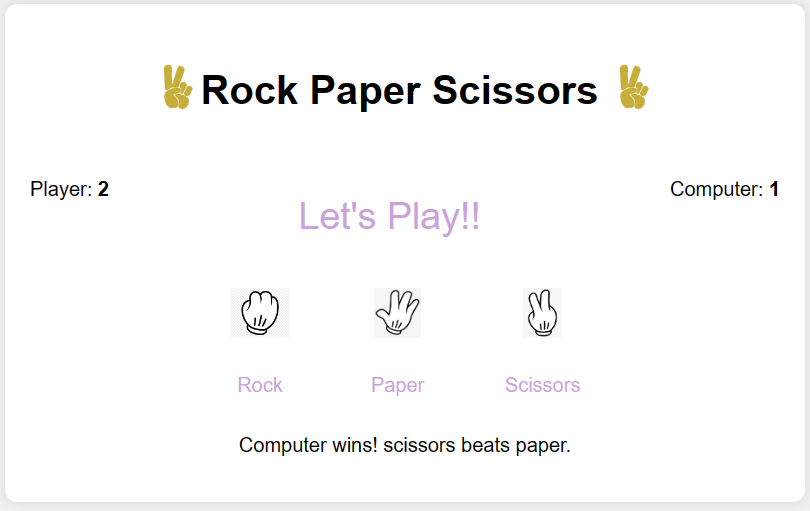 Rock Paper Scissors
Player: 2
Computer: 1
Let's Play!!
Rock
Paper
Scissors
Computer wins! scissors beats paper.